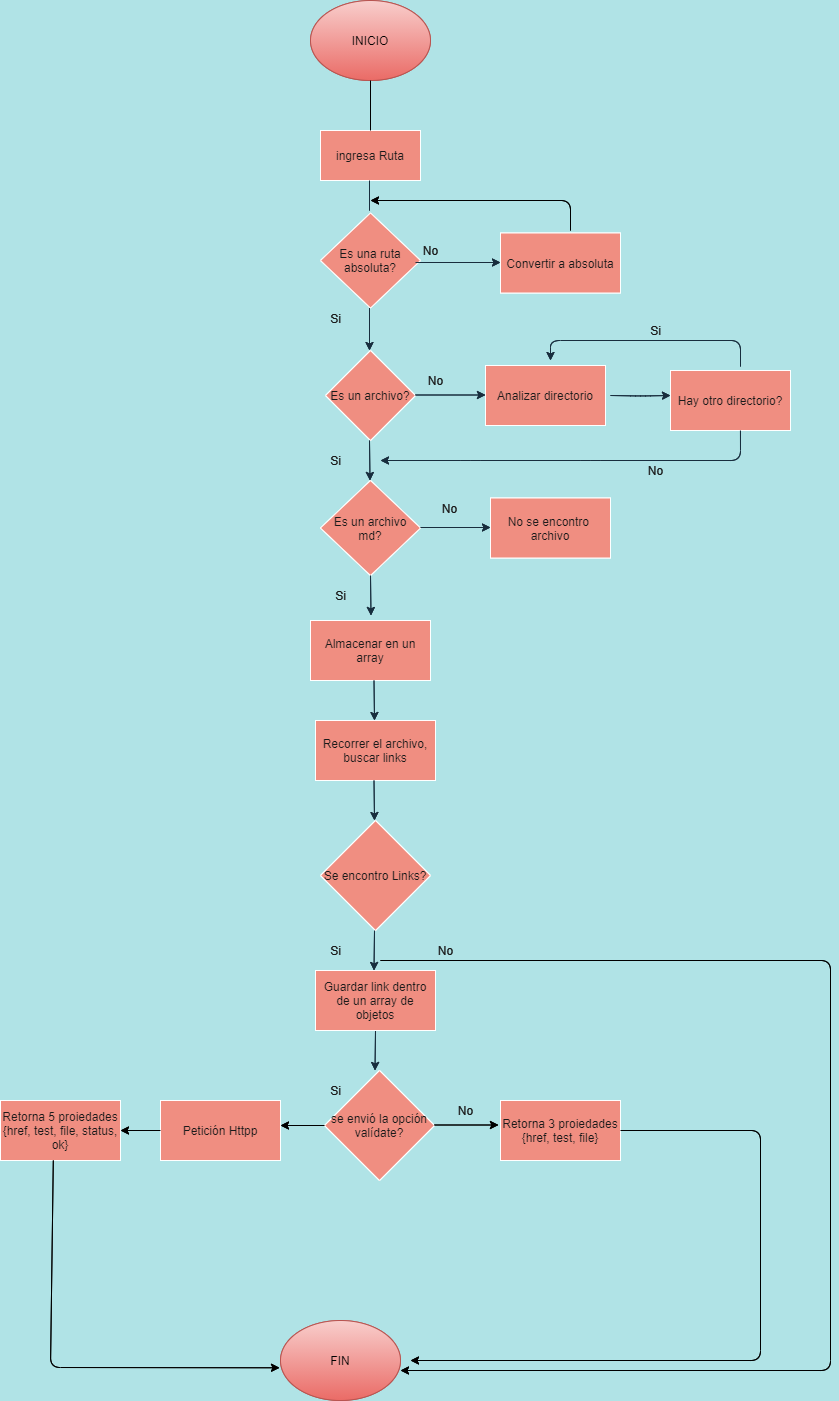 INICIO
ingresa Ruta
Es una ruta
absoluta?
No
Convertir a absoluta
Si
Si
Es un archivo?
No
Analizar directorio
Hay otro directorio?
Si
No
Es un archivo
md?
No
No se encontro
archivo
Si
Almacenar en un
array
Recorrer el archivo,
buscar links
Se encontro Links?
Si
No
Guardar link dentro
de un array de
objetos
Si
se envió la opción
valídate?
No
Retorna 3 proiedades
{href, test, file}
Petición Httpp
Retorna 5 proiedades
{href, test, file, status,
ok}
FIN